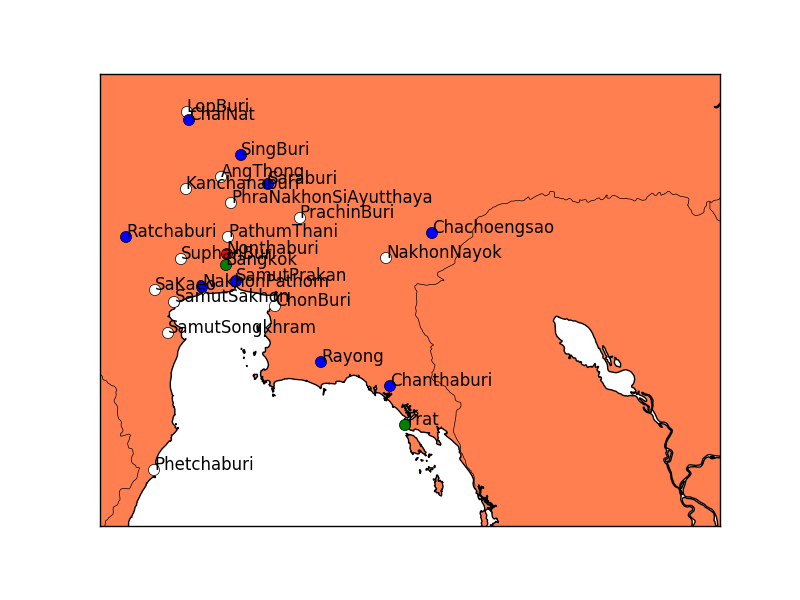 LopBuri
ChaiNat
SingBuri
AngThong
Saraburi
KanchanaBuri
PhraNakhonSiAyutthaya
PrachinBuri
Chachoengsao
Ratchaburi
PathumThani
Nonthaburi
SuphanBuri
NakhonNayok
Bangkok
SamutPrakan
NakhonPathom
SaKaeo
SamutSakhon
ChonBuri
SamutSongkhram
Rayong
Chanthaburi
Trat
Phetchaburi